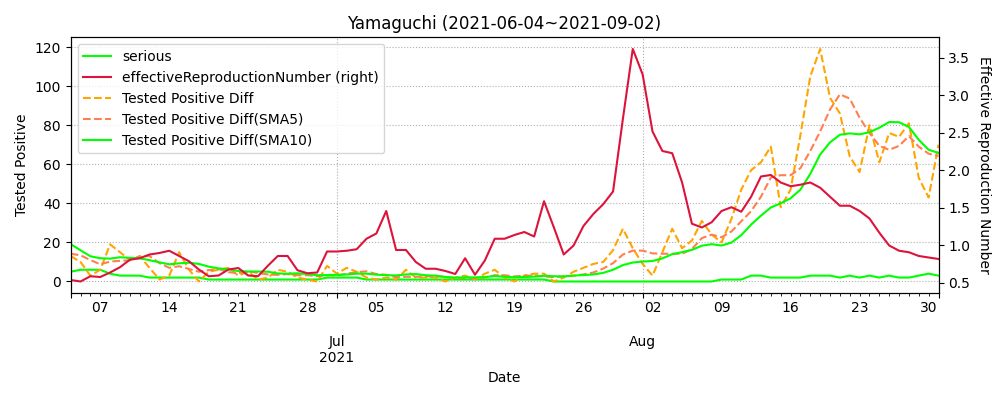 Yamaguchi (2021-06-04~2021-09-02)
serious
effectiveReproductionNumber (right)
Tested Positive Diff
Tested Positive Diff(SMA5)
Tested Positive Diff(SMA10)
Tested Positive
120
100
80
60
40
20
0
3.5
3.0
2.5
2.0
1.5
1.0
0.5
Effective Reproduction Number
07 14 21 28 05 12 19 26 02 09 16 23 30
Jul Aug
2021
Date